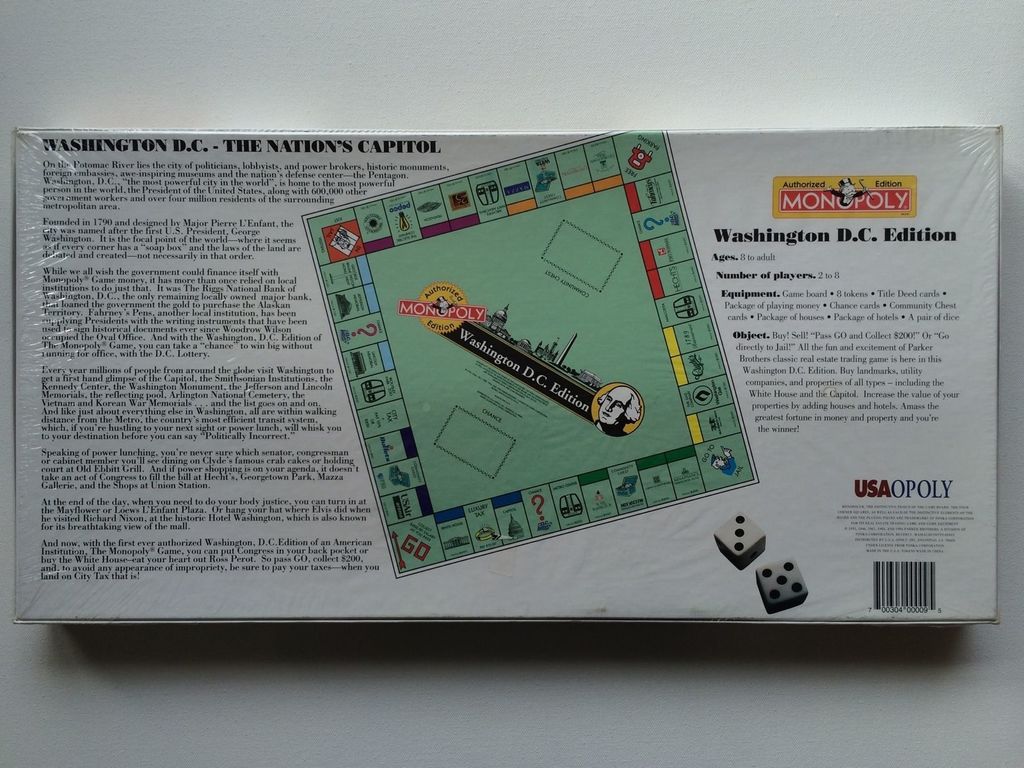 WASHINGTON D.C. - THE NATION'S CAPITOL
On the Potomac River lies the city of politicians, lobbyists, and power brokers, historic monuments,
foreign embassies, awe-inspiring museums and the nation's defense center—the Pentagon.
Washington, D.C., "the most powerful city in the world", is home to the most powerful
person in the world, the President of the United States, along with 600,000 other
government workers and over four million residents of the surrounding
metropolitan area.
Founded in 1790 and designed by Major Pierre L'Enfant, the
city was named after the first U.S. President, George
Washington. It is the focal point of the world—where it seems
as if every corner has a "soap box" and the laws of the land are
debated and created—not necessarily in that order.
While we all wish the government could finance itself with
Monopoly® Game money, it has more than once relied on local
institutions to do just that. It was The Riggs National Bank of
Washington, D.C., the only remaining locally owned major bank,
that loaned the government the gold to purchase the Alaskan
Territory. Fahrney's Pens, another local institution, has been
supplying Presidents with the writing instruments that have been
used to sign historical documents ever since Woodrow Wilson
occupied the Oval Office. And with the Washington, D.C. Edition of
The Monopoly® Game, you can take a "chance" to win big without
running for office, with the D.C. Lottery.
Every year millions of people from around the globe visit Washington to
get a first hand glimpse of the Capitol, the Smithsonian Institutions, the
Kennedy Center, the Washington Monument, the Jefferson and Lincoln
Memorials, the reflecting pool, Arlington National Cemetery, the
Vietnam and Korean War Memorials . . . and the list goes on and on.
And like just about everything else in Washington, all are within walking
distance from the Metro, the country's most efficient transit system,
which, if you're hustling to your next sight or power lunch, will whisk you
to your destination before you can say "Politically Incorrect."
Speaking of power lunching, you're never sure which senator, congressman
or cabinet member you'll see dining on Clyde's famous crab cakes or holding
court at Old Ebbitt Grill. And if power shopping is on your agenda, it doesn't
take an act of Congress to fill the bill at Hecht's, Georgetown Park, Mazza
Gallerie, and the Shops at Union Station.
At the end of the day, when you need to do your body justice, you can turn in at
the Mayflower or Loews L'Enfant Plaza. Or hang your hat where Elvis did when
he visited Richard Nixon, at the historic Hotel Washington, which is also known
for its breathtaking view of the mall.
And now, with the first ever authorized Washington, D.C.Edition of an American
Institution, The Monopoly® Game, you can put Congress in your back pocket or
buy the White House—eat your heart out Ross Perot. So pass GO, collect $200,
and, to avoid any appearance of impropriety, be sure to pay your taxes—when you
land on City Tax that is!
FREE
PARKING
COMMUNITY CHEST
Authorized
MONOPOLY
Edition
Washington D.C. Edition
CHANCE
GO TO
JAIL
LUXURY
TAX
CITY
TAX
GO
Authorized Edition
MONOPOLY
Washington D.C. Edition
Ages. 8 to adult
Number of players. 2 to 8
Equipment. Game board • 8 tokens • Title Deed cards •
Package of playing money • Chance cards • Community Chest
cards • Package of houses • Package of hotels • A pair of dice
Object. Buy! Sell! "Pass GO and Collect $200!" Or "Go
directly to Jail!" All the fun and excitement of Parker
Brothers classic real estate trading game is here in this
Washington D.C. Edition. Buy landmarks, utility
companies, and properties of all types – including the
White House and the Capitol. Increase the value of your
properties by adding houses and hotels. Amass the
greatest fortune in money and property and you're
the winner!
USAOPOLY
7 00304 00009 5